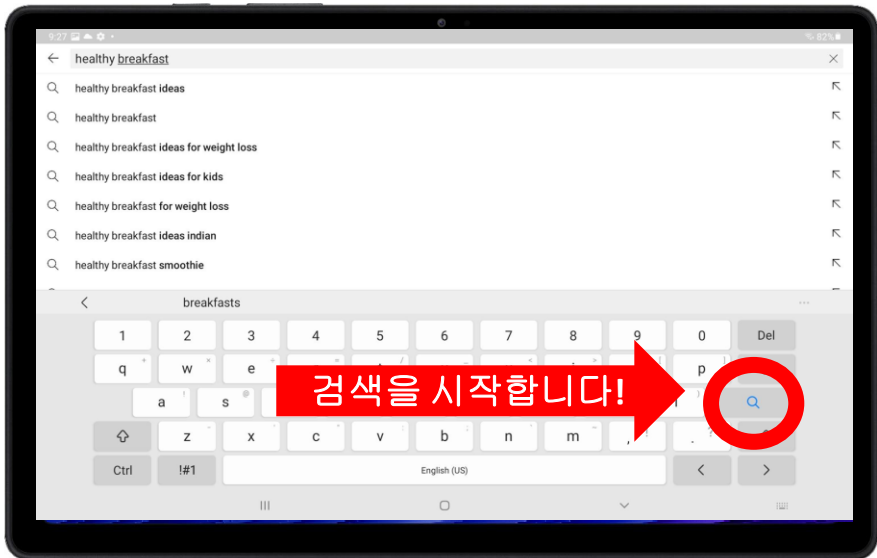 9:27 82%
healthy breakfast
healthy breakfast ideas
healthy breakfast
healthy breakfast ideas for weight loss
healthy breakfast ideas for kids
healthy breakfast for weight loss
healthy breakfast ideas indian
healthy breakfast smoothie
breakfasts
1 2 3 4 5 6 7 8 9 0 Del
q w e p
a s
검색을 시작합니다!
z x c v b n m , ! . ?
Ctrl !#1 English (US) < >